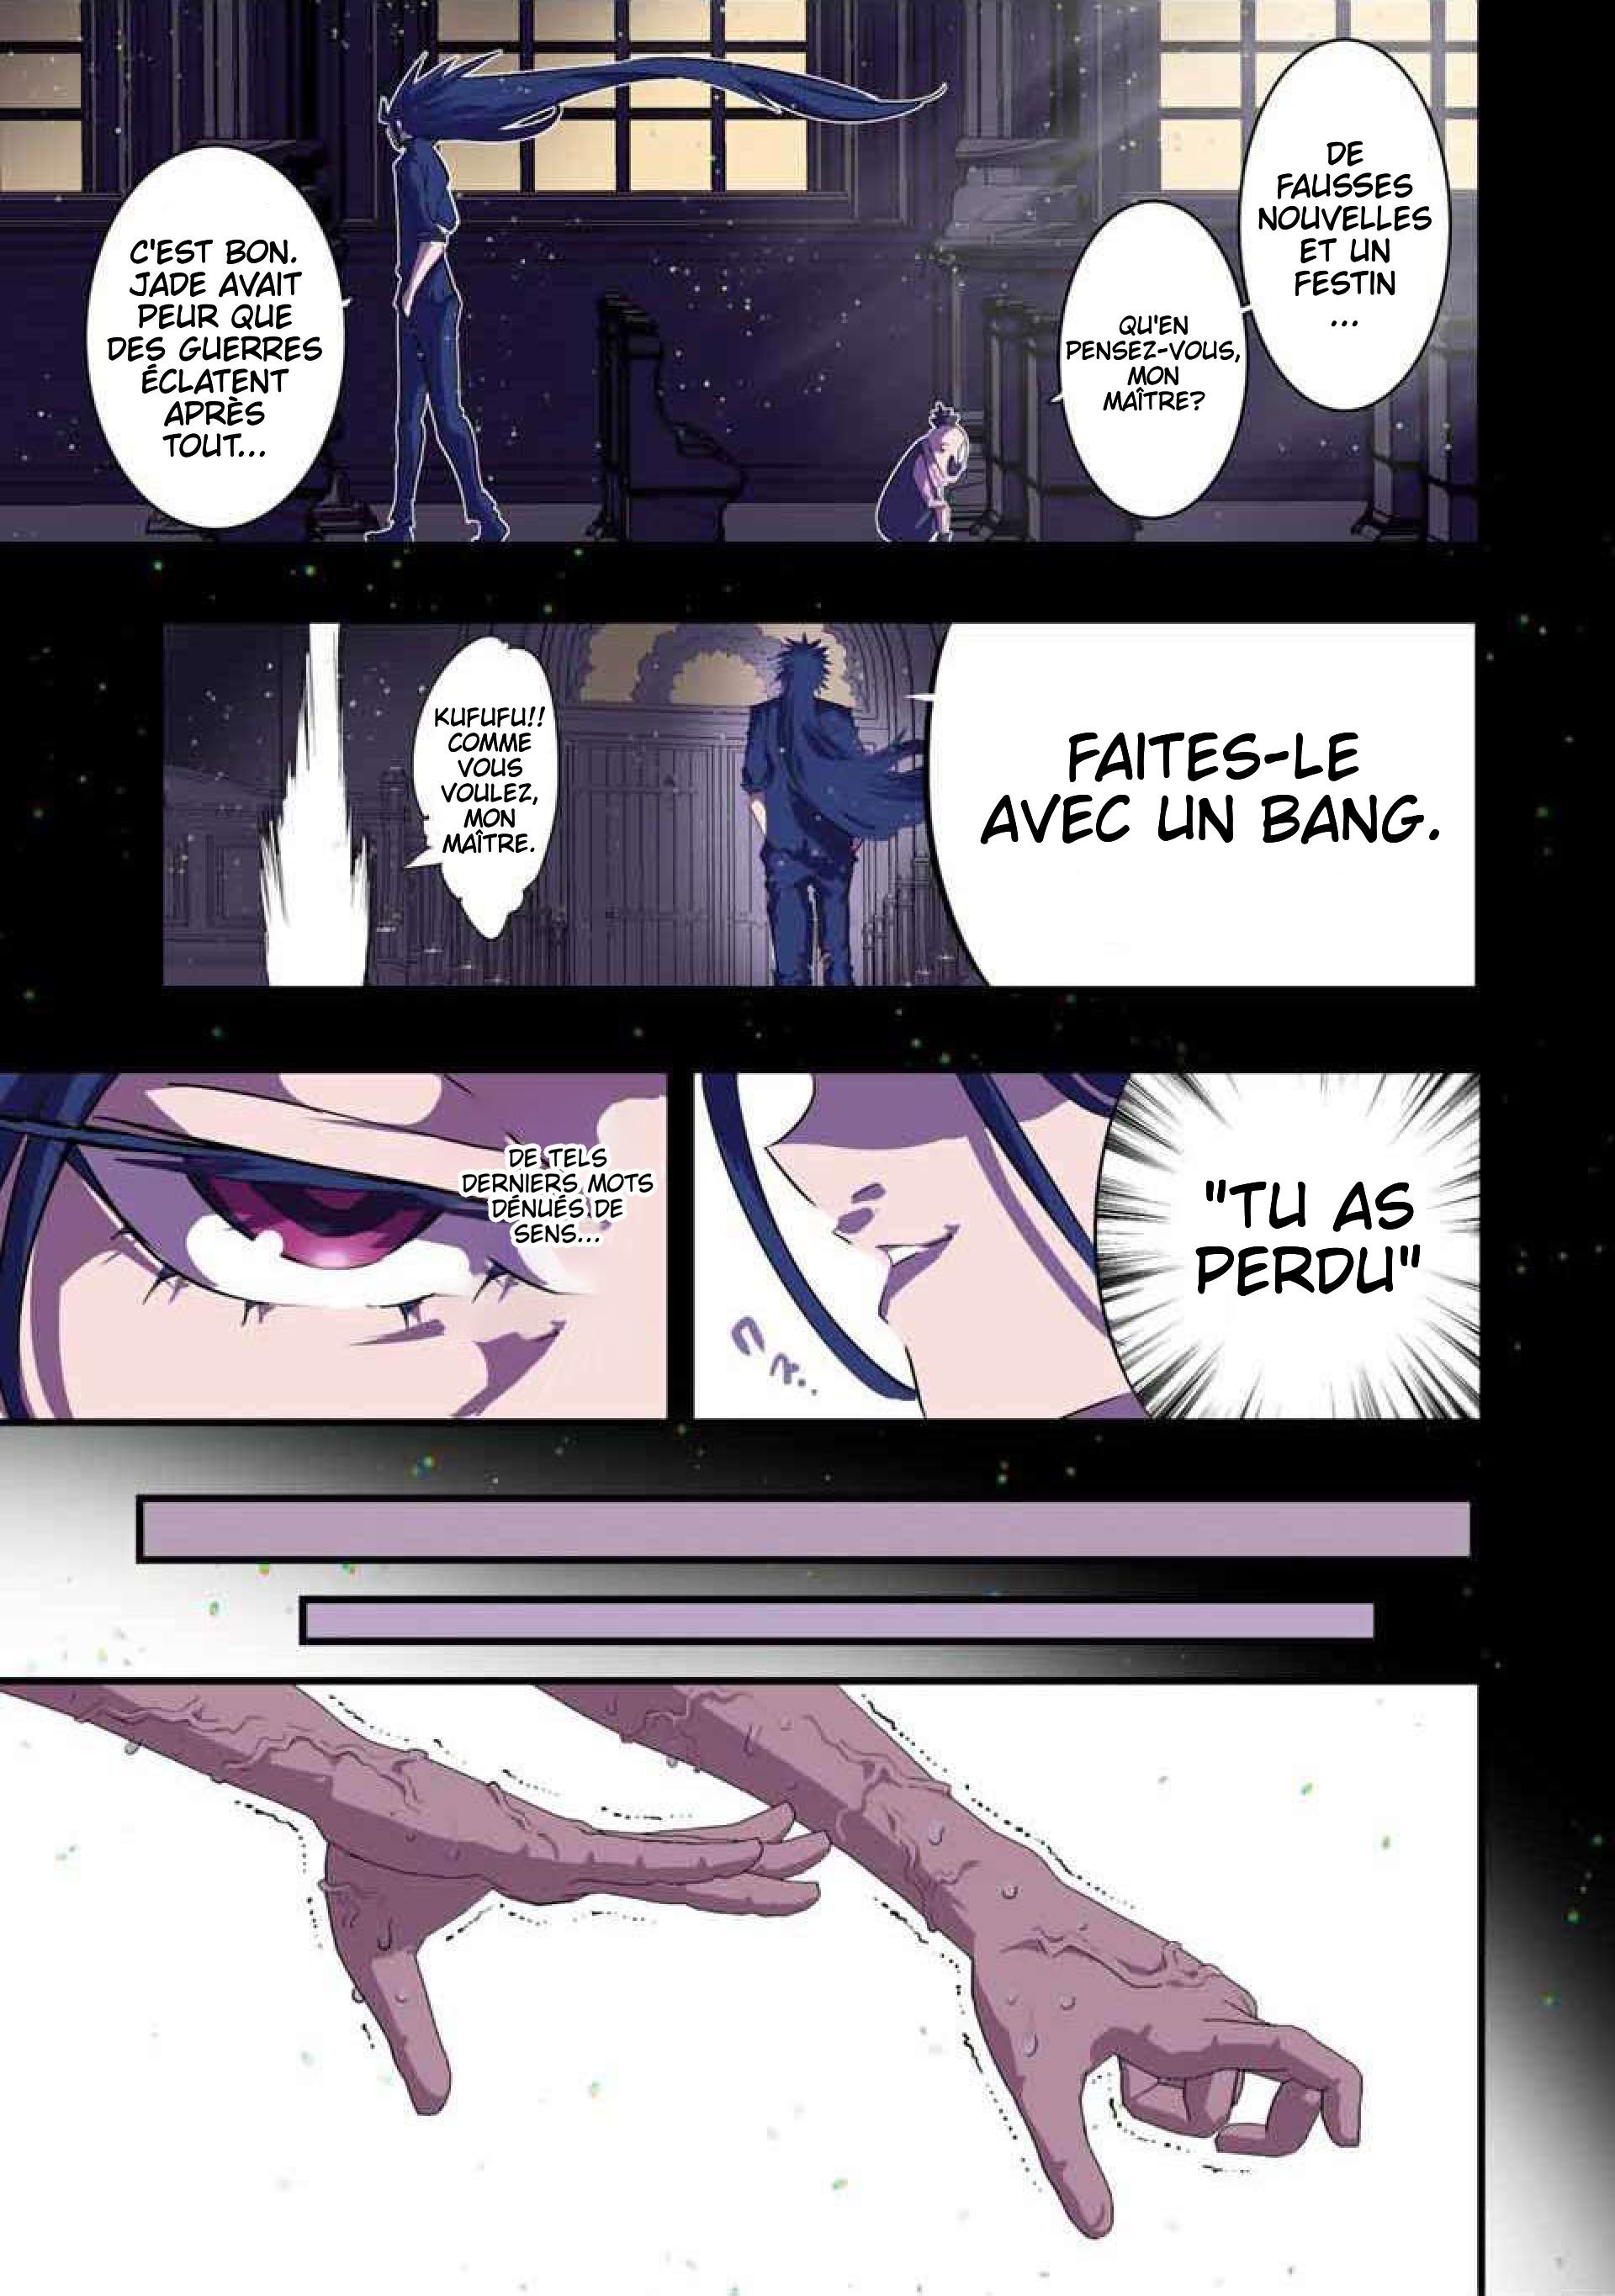 DE
FAUSSES
NOUVELLES
ET UN
FESTIN
...
QU'EN
PENSEZ-VOUS,
MON
MAÎTRE?
C'EST BON.
JADE AVAIT
PEUR QUE
DES GUERRES
ÉCLATENT
APRÈS
TOUT...
FAITES-LE
AVEC UN BANG.
KUFUFU!!
COMME
VOUS
VOULEZ,
MON
MAÎTRE.
"TU AS
PERDU"
DE TELS
DERNIERS MOTS
DÉNUÉS DE
SENS...